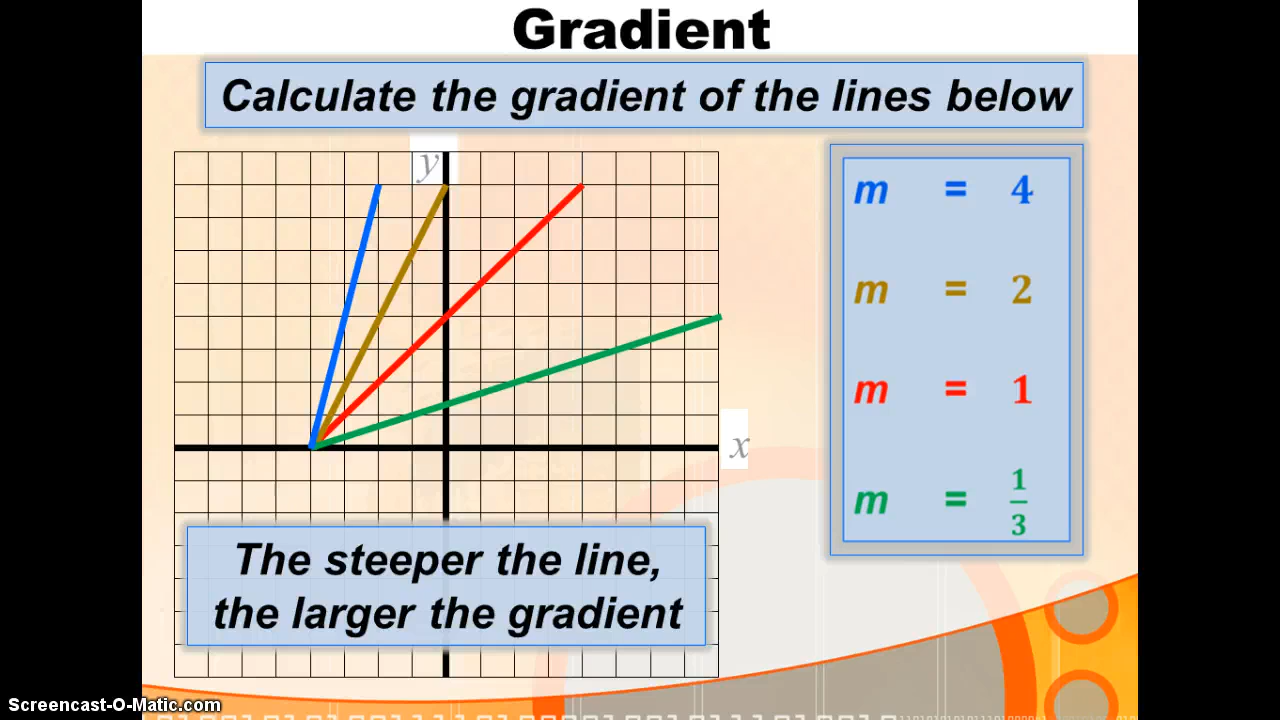 Gradient
Calculate the gradient of the lines below
y
x
m = 4
m = 2
m = 1
m = 1/3
The steeper the line,
the larger the gradient
Screencast-O-Matic.com